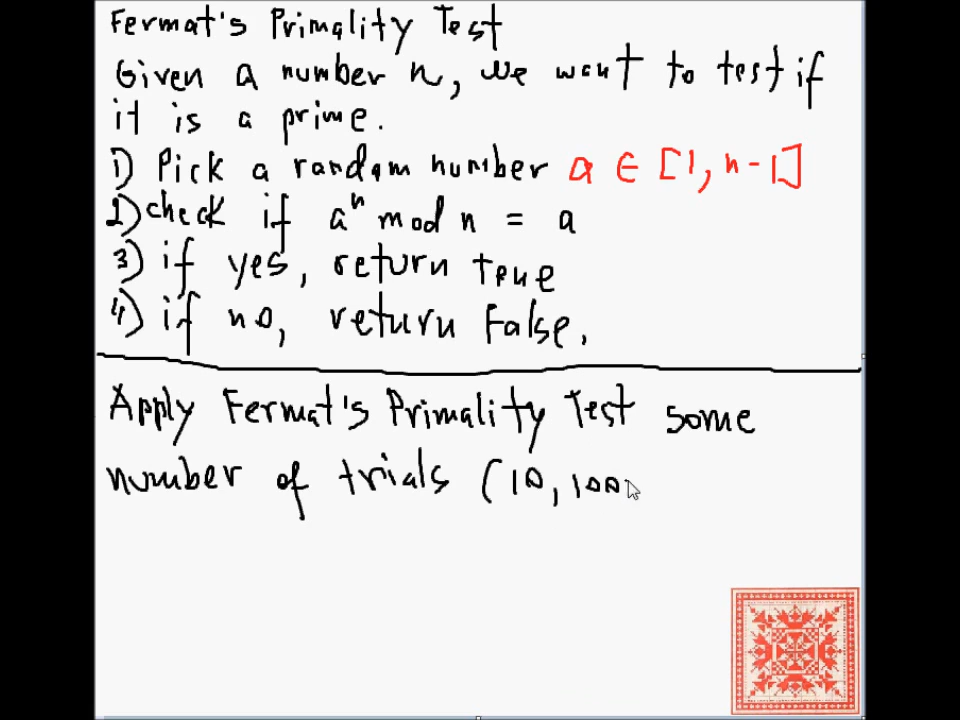 Fermat's Primality Test
Given a number n, we want to test if
it is a prime.
1) Pick a random number a ∈ [1, n-1]
2) check if aⁿ mod n = a
3) if yes, return true
4) if no, return False.
Apply Fermat's Primality Test some
number of trials (10, 100